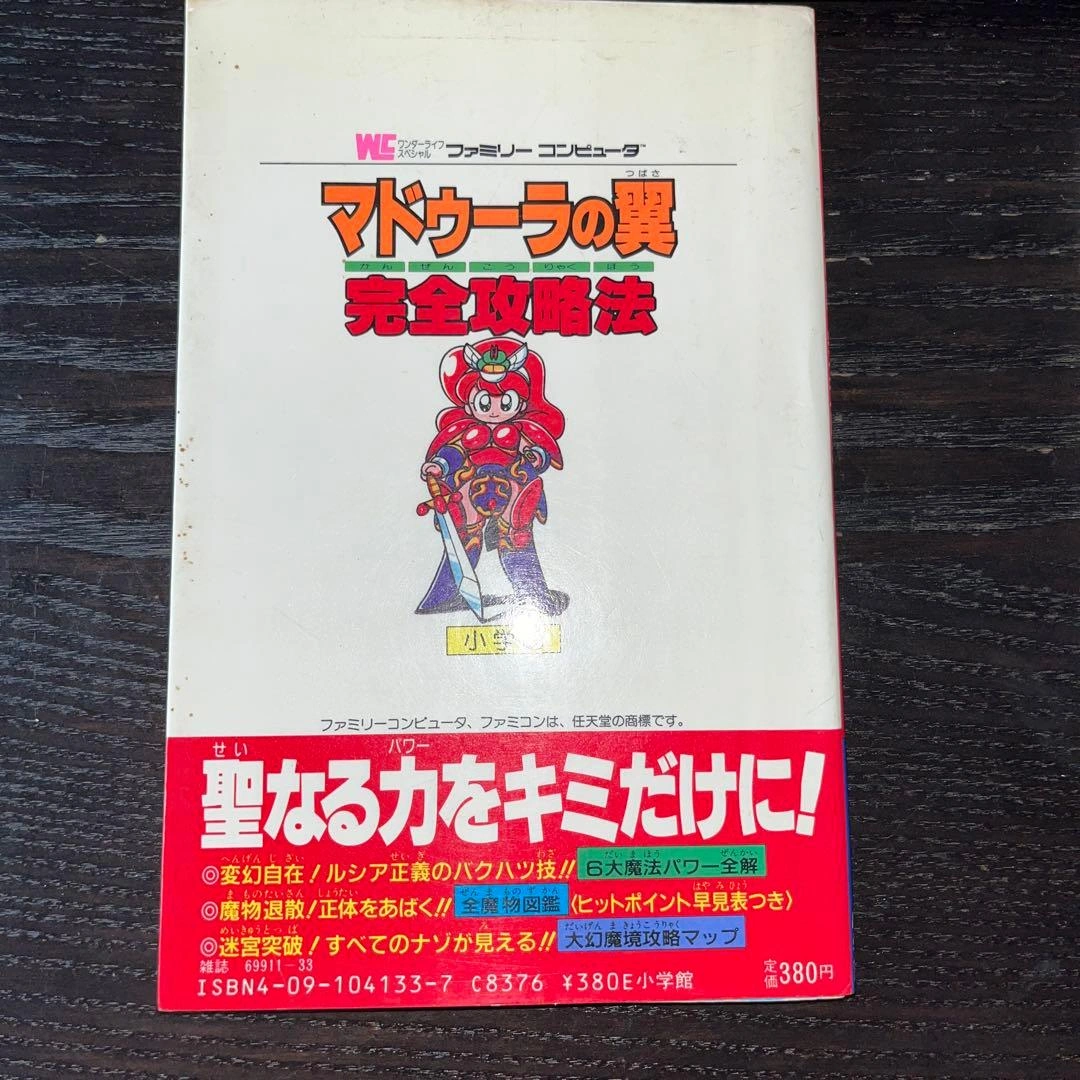 WLC ワンダーライフ スペシャル ファミリー コンピュータ™
つばさ
マドゥーラの翼
かん ぜん こう りゃく ほう
完全攻略法
小学
ファミリーコンピュータ、ファミコンは、任天堂の商標です。
せい パワー
聖なる力をキミだけに!
へんげんじざい せいぎ わざ だいまほう ぜんかい
◎変幻自在!ルシア正義のバクハツ技!! 6大魔法パワー全解
まものたいさん しょうたい ぜんまものずかん はやみひょう
◎魔物退散!正体をあばく!! 全魔物図鑑〈ヒットポイント早見表つき〉
めいきゅうとっぱ み だいげんまきょうこうりゃく
◎迷宮突破!すべてのナゾが見える!! 大幻魔境攻略マップ
雑誌 69911-33
ISBN4-09-104133-7 C8376 ¥380E 小学館 定価380円